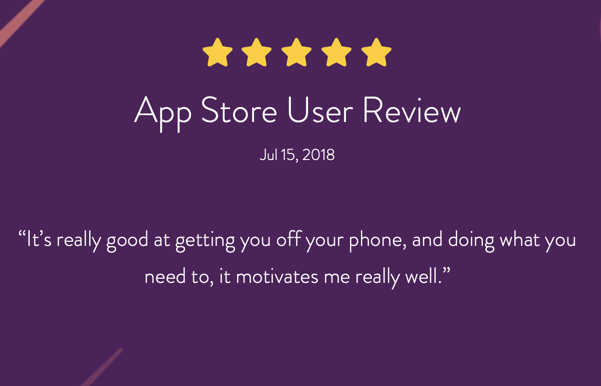 App Store User Review
Jul 15, 2018
“It’s really good at getting you off your phone, and doing what you
need to, it motivates me really well.”